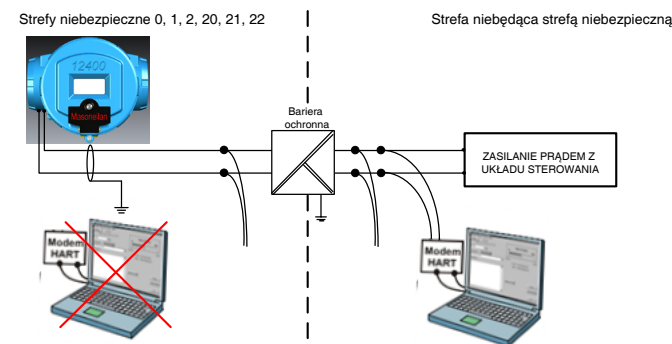 Strefy niebezpieczne 0, 1, 2, 20, 21, 22
Strefa niebędąca strefą niebezpieczną
12400
Masoneilan
Bariera
ochronna
ZASILANIE PRĄDEM Z
UKŁADU STEROWANIA
Modem
HART
Modem
HART